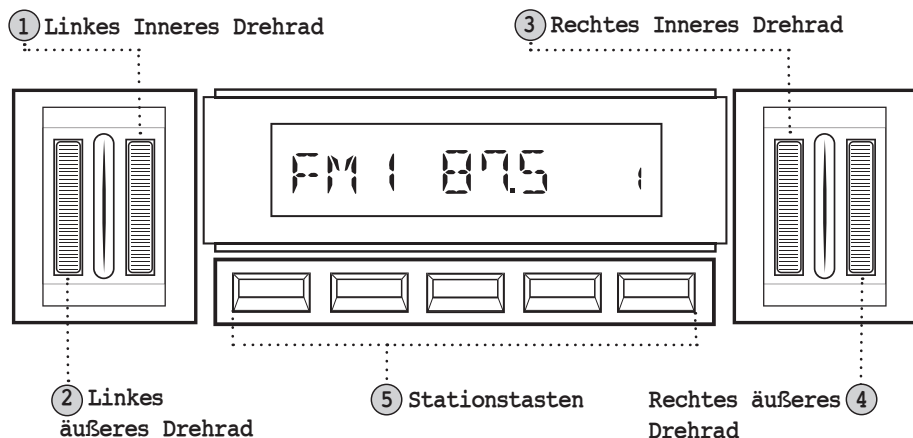 1 Linkes Inneres Drehrad
3 Rechtes Inneres Drehrad
FM1 87.5 1
2 Linkes
äußeres Drehrad
5 Stationstasten
Rechtes äußeres 4
Drehrad